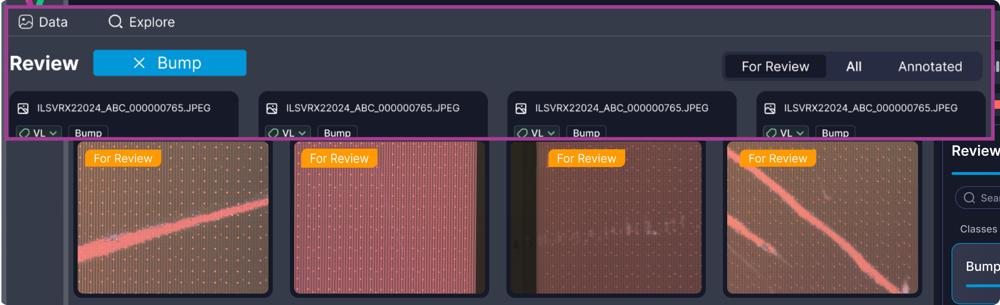 Data Explore
Review Bump For Review All Annotated
ILSVRX22024_ABC_000000765.JPEG ILSVRX22024_ABC_000000765.JPEG ILSVRX22024_ABC_000000765.JPEG ILSVRX22024_ABC_000000765.JPEG
VL Bump VL Bump VL Bump VL Bump
For Review For Review For Review For Review
Review
Sear
Classes
Bump